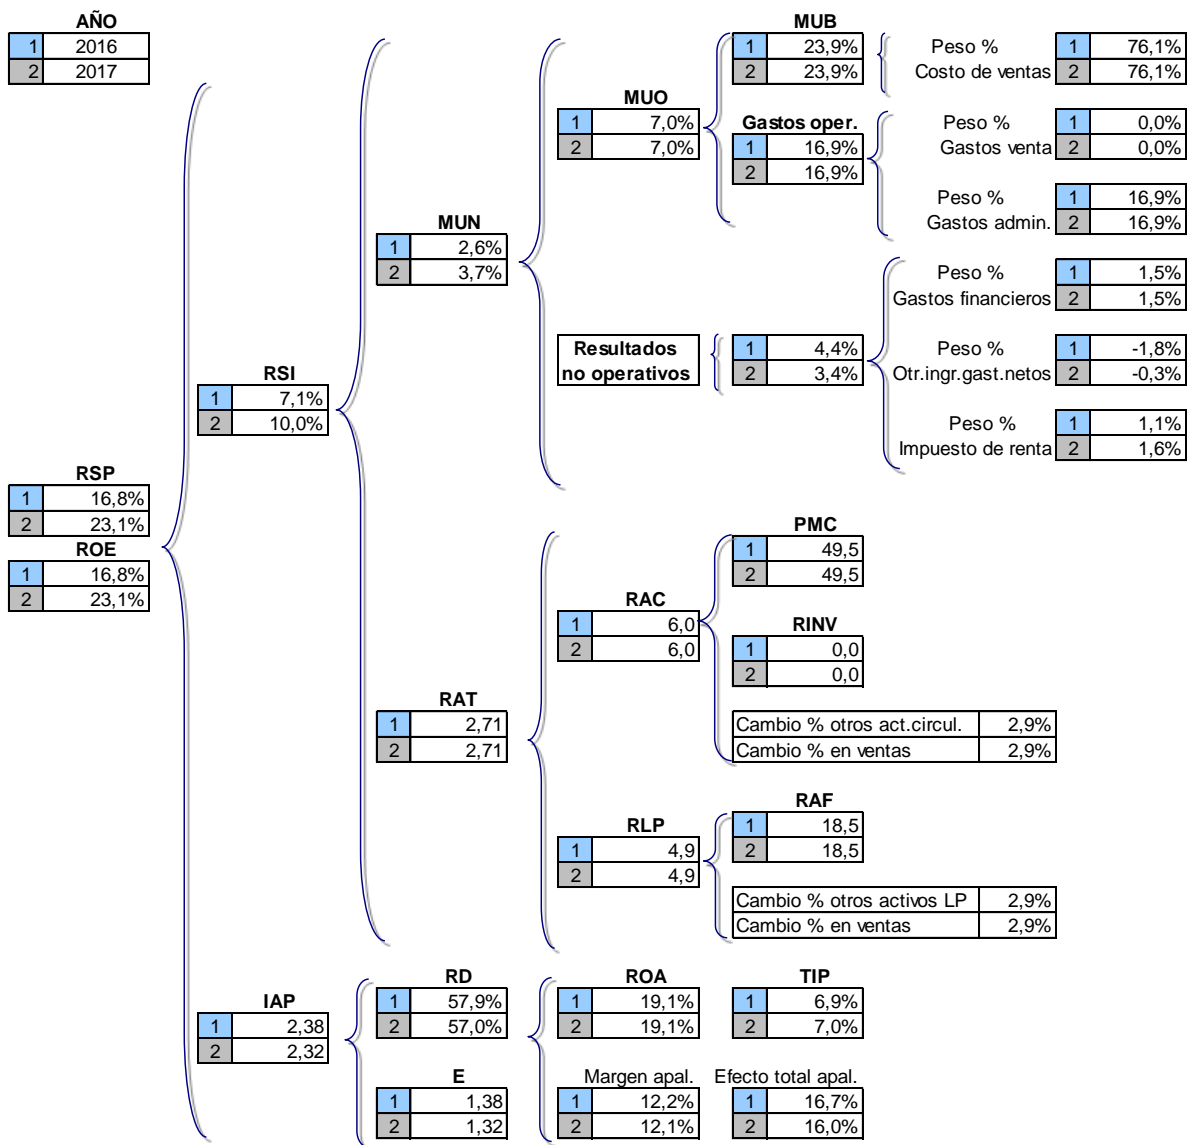 AÑO
1 2016
2 2017
RSP
1 16,8%
2 23,1%
ROE
1 16,8%
2 23,1%
RSI
1 7,1%
2 10,0%
IAP
1 2,38
2 2,32
MUN
1 2,6%
2 3,7%
RAT
1 2,71
2 2,71
RD
1 57,9%
2 57,0%
E
1 1,38
2 1,32
MUO
1 7,0%
2 7,0%
Resultados
no operativos
1 4,4%
2 3,4%
RAC
1 6,0
2 6,0
RLP
1 4,9
2 4,9
ROA
1 19,1%
2 19,1%
Margen apal.
1 12,2%
2 12,1%
MUB
1 23,9%
2 23,9%
Gastos oper.
1 16,9%
2 16,9%
PMC
1 49,5
2 49,5
RINV
1 0,0
2 0,0
Cambio % otros act.circul. 2,9%
Cambio % en ventas 2,9%
RAF
1 18,5
2 18,5
Cambio % otros activos LP 2,9%
Cambio % en ventas 2,9%
TIP
1 6,9%
2 7,0%
Efecto total apal.
1 16,7%
2 16,0%
Peso % 1 76,1%
Costo de ventas 2 76,1%
Peso % 1 0,0%
Gastos venta 2 0,0%
Peso % 1 16,9%
Gastos admin. 2 16,9%
Peso % 1 1,5%
Gastos financieros 2 1,5%
Peso % 1 -1,8%
Otr.ingr.gast.netos 2 -0,3%
Peso % 1 1,1%
Impuesto de renta 2 1,6%